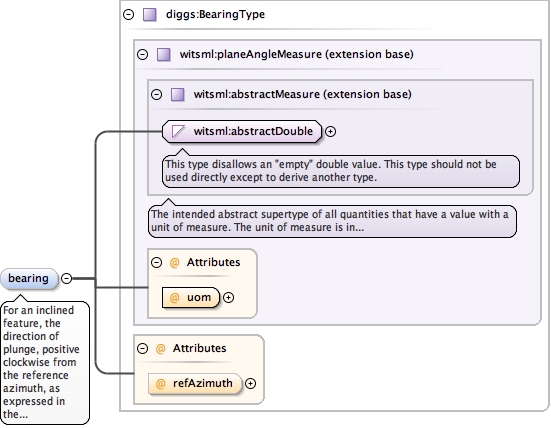 diggs:BearingType
witsml:planeAngleMeasure (extension base)
witsml:abstractMeasure (extension base)
witsml:abstractDouble
This type disallows an "empty" double value. This type should not be
used directly except to derive another type.
The intended abstract supertype of all quantities that have a value with a
unit of measure. The unit of measure is in...
@ Attributes
uom
bearing
For an inclined
feature, the
direction of
plunge, positive
clockwise from
the reference
azimuth, as
expressed in
the...
@ Attributes
refAzimuth